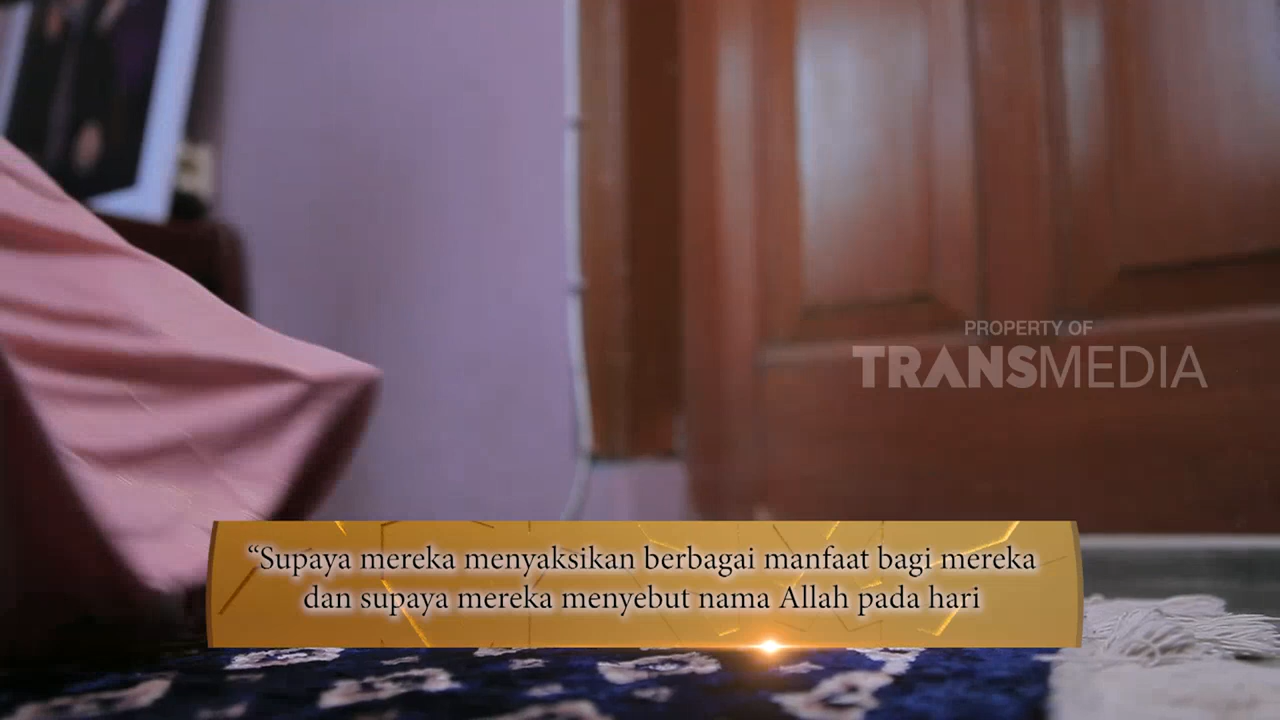 PROPERTY OF
TRANSMEDIA
“Supaya mereka menyaksikan berbagai manfaat bagi mereka
dan supaya mereka menyebut nama Allah pada hari